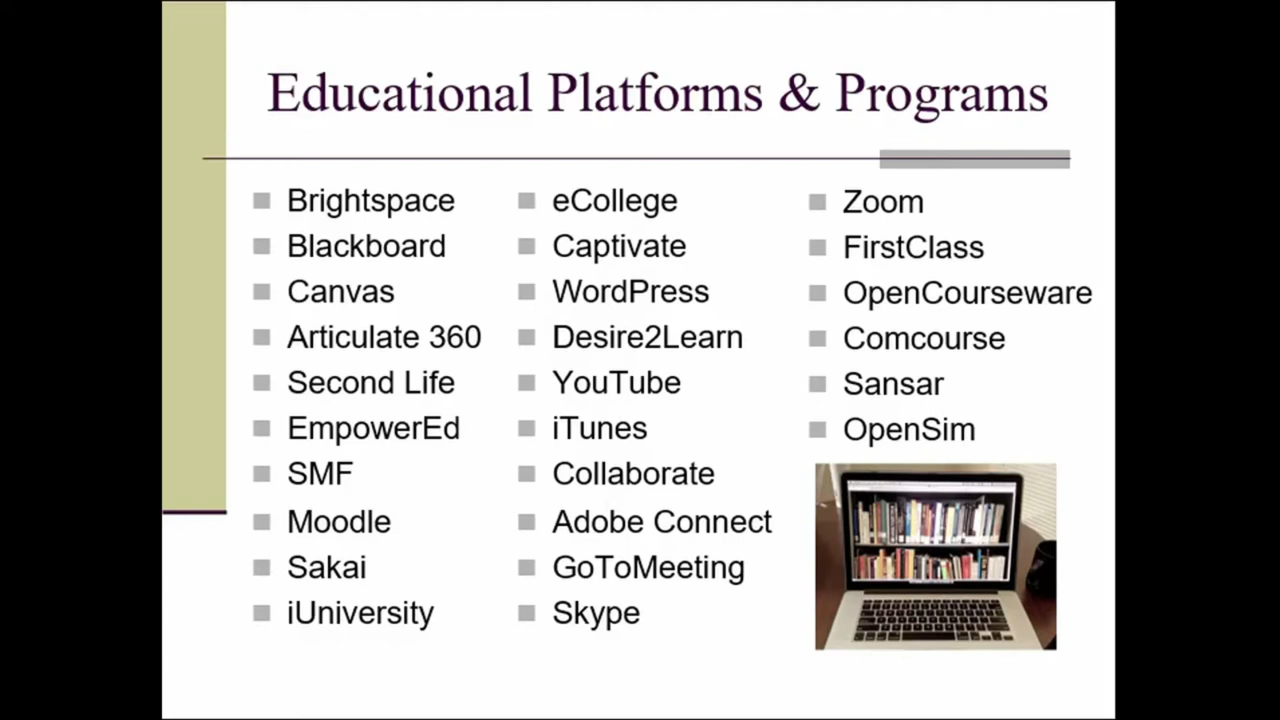 Educational Platforms & Programs
Brightspace
Blackboard
Canvas
Articulate 360
Second Life
EmpowerEd
SMF
Moodle
Sakai
iUniversity
eCollege
Captivate
WordPress
Desire2Learn
YouTube
iTunes
Collaborate
Adobe Connect
GoToMeeting
Skype
Zoom
FirstClass
OpenCourseware
Comcourse
Sansar
OpenSim